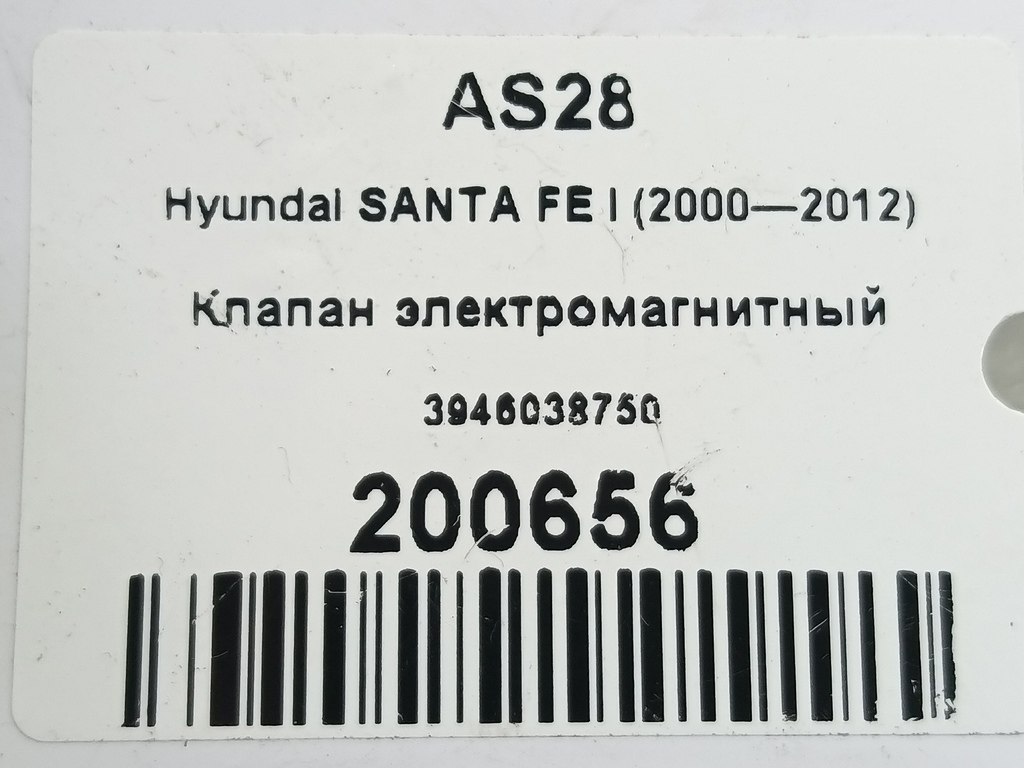 AS28
Hyundai SANTA FE I (2000—2012)
Клапан электромагнитный
3946038750
200656